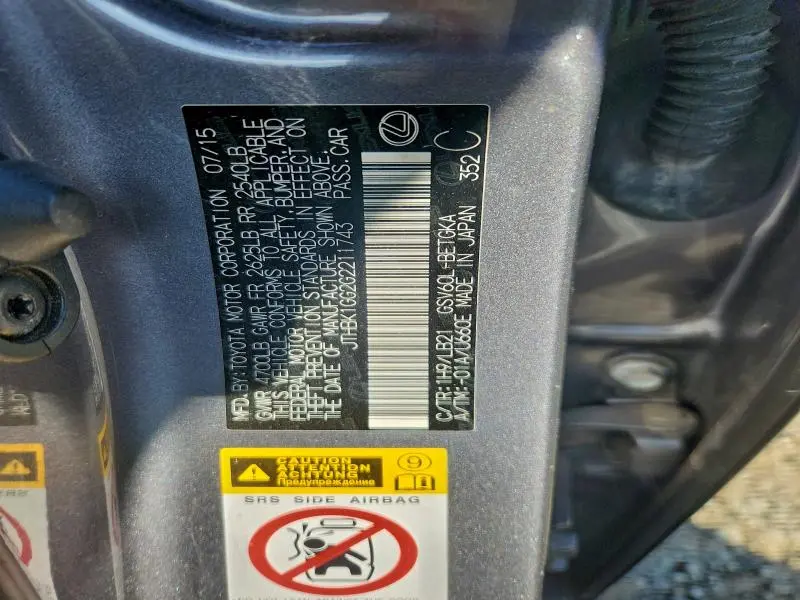 MFD. BY: TOYOTA MOTOR CORPORATION 07/15
GVWR 4700LB GAWR FR 2625LB RR 2540LB
THIS VEHICLE CONFORMS TO ALL APPLICABLE
FEDERAL MOTOR VEHICLE SAFETY, BUMPER, AND
THEFT PREVENTION STANDARDS IN EFFECT ON
THE DATE OF MANUFACTURE SHOWN ABOVE.
JTHBK1GG2G2211743 PASS.CAR
C/TR: 1H9/LB21 GSV60L-BETGKA 352 C
A/TM: -01A/U660E MADE IN JAPAN
CAUTION
ATTENTION
ACHTUNG
Предупреждение
9
SRS SIDE AIRBAG